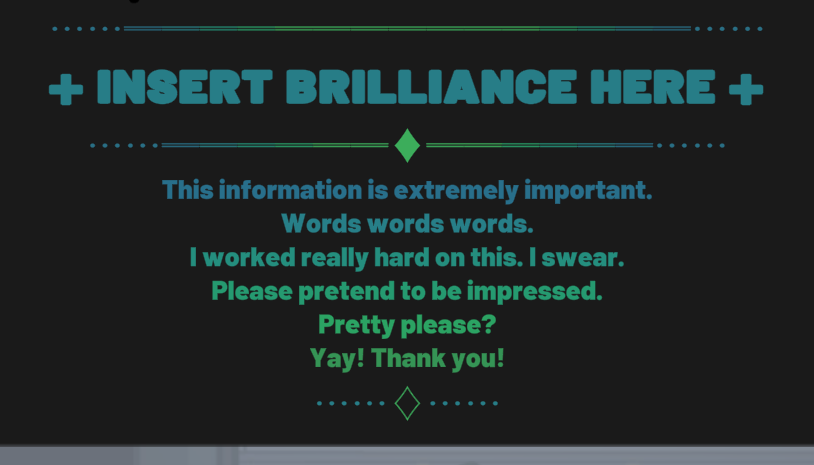 + INSERT BRILLIANCE HERE +
This information is extremely important.
Words words words.
I worked really hard on this. I swear.
Please pretend to be impressed.
Pretty please?
Yay! Thank you!